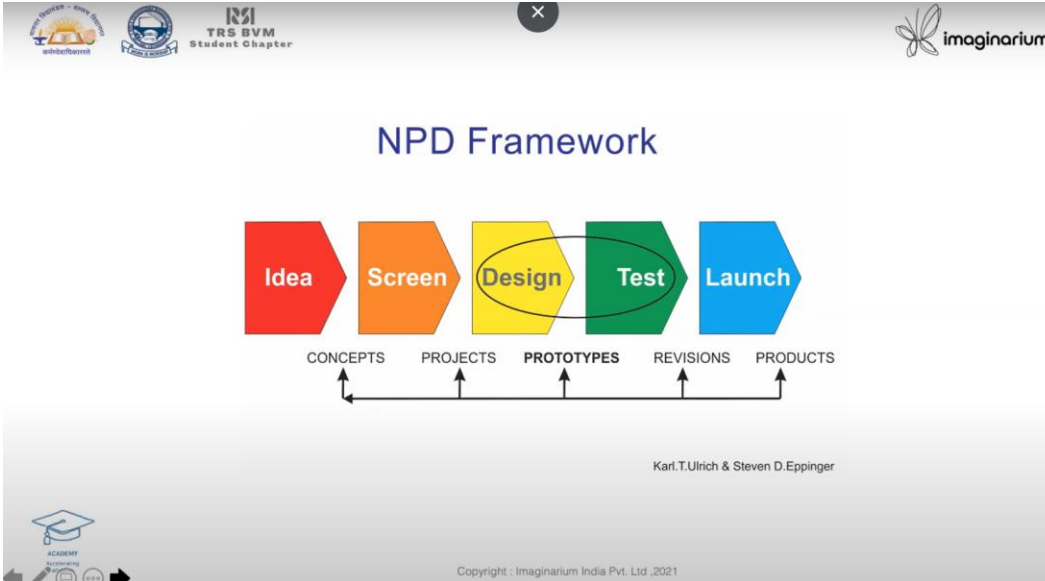 TRS BVM
Student Chapter
imaginarium
NPD Framework
Idea
Screen
Design
Test
Launch
CONCEPTS
PROJECTS
PROTOTYPES
REVISIONS
PRODUCTS
Karl.T.Ulrich & Steven D.Eppinger
ACADEMY
Accelerating
Copyright : Imaginarium India Pvt. Ltd ,2021